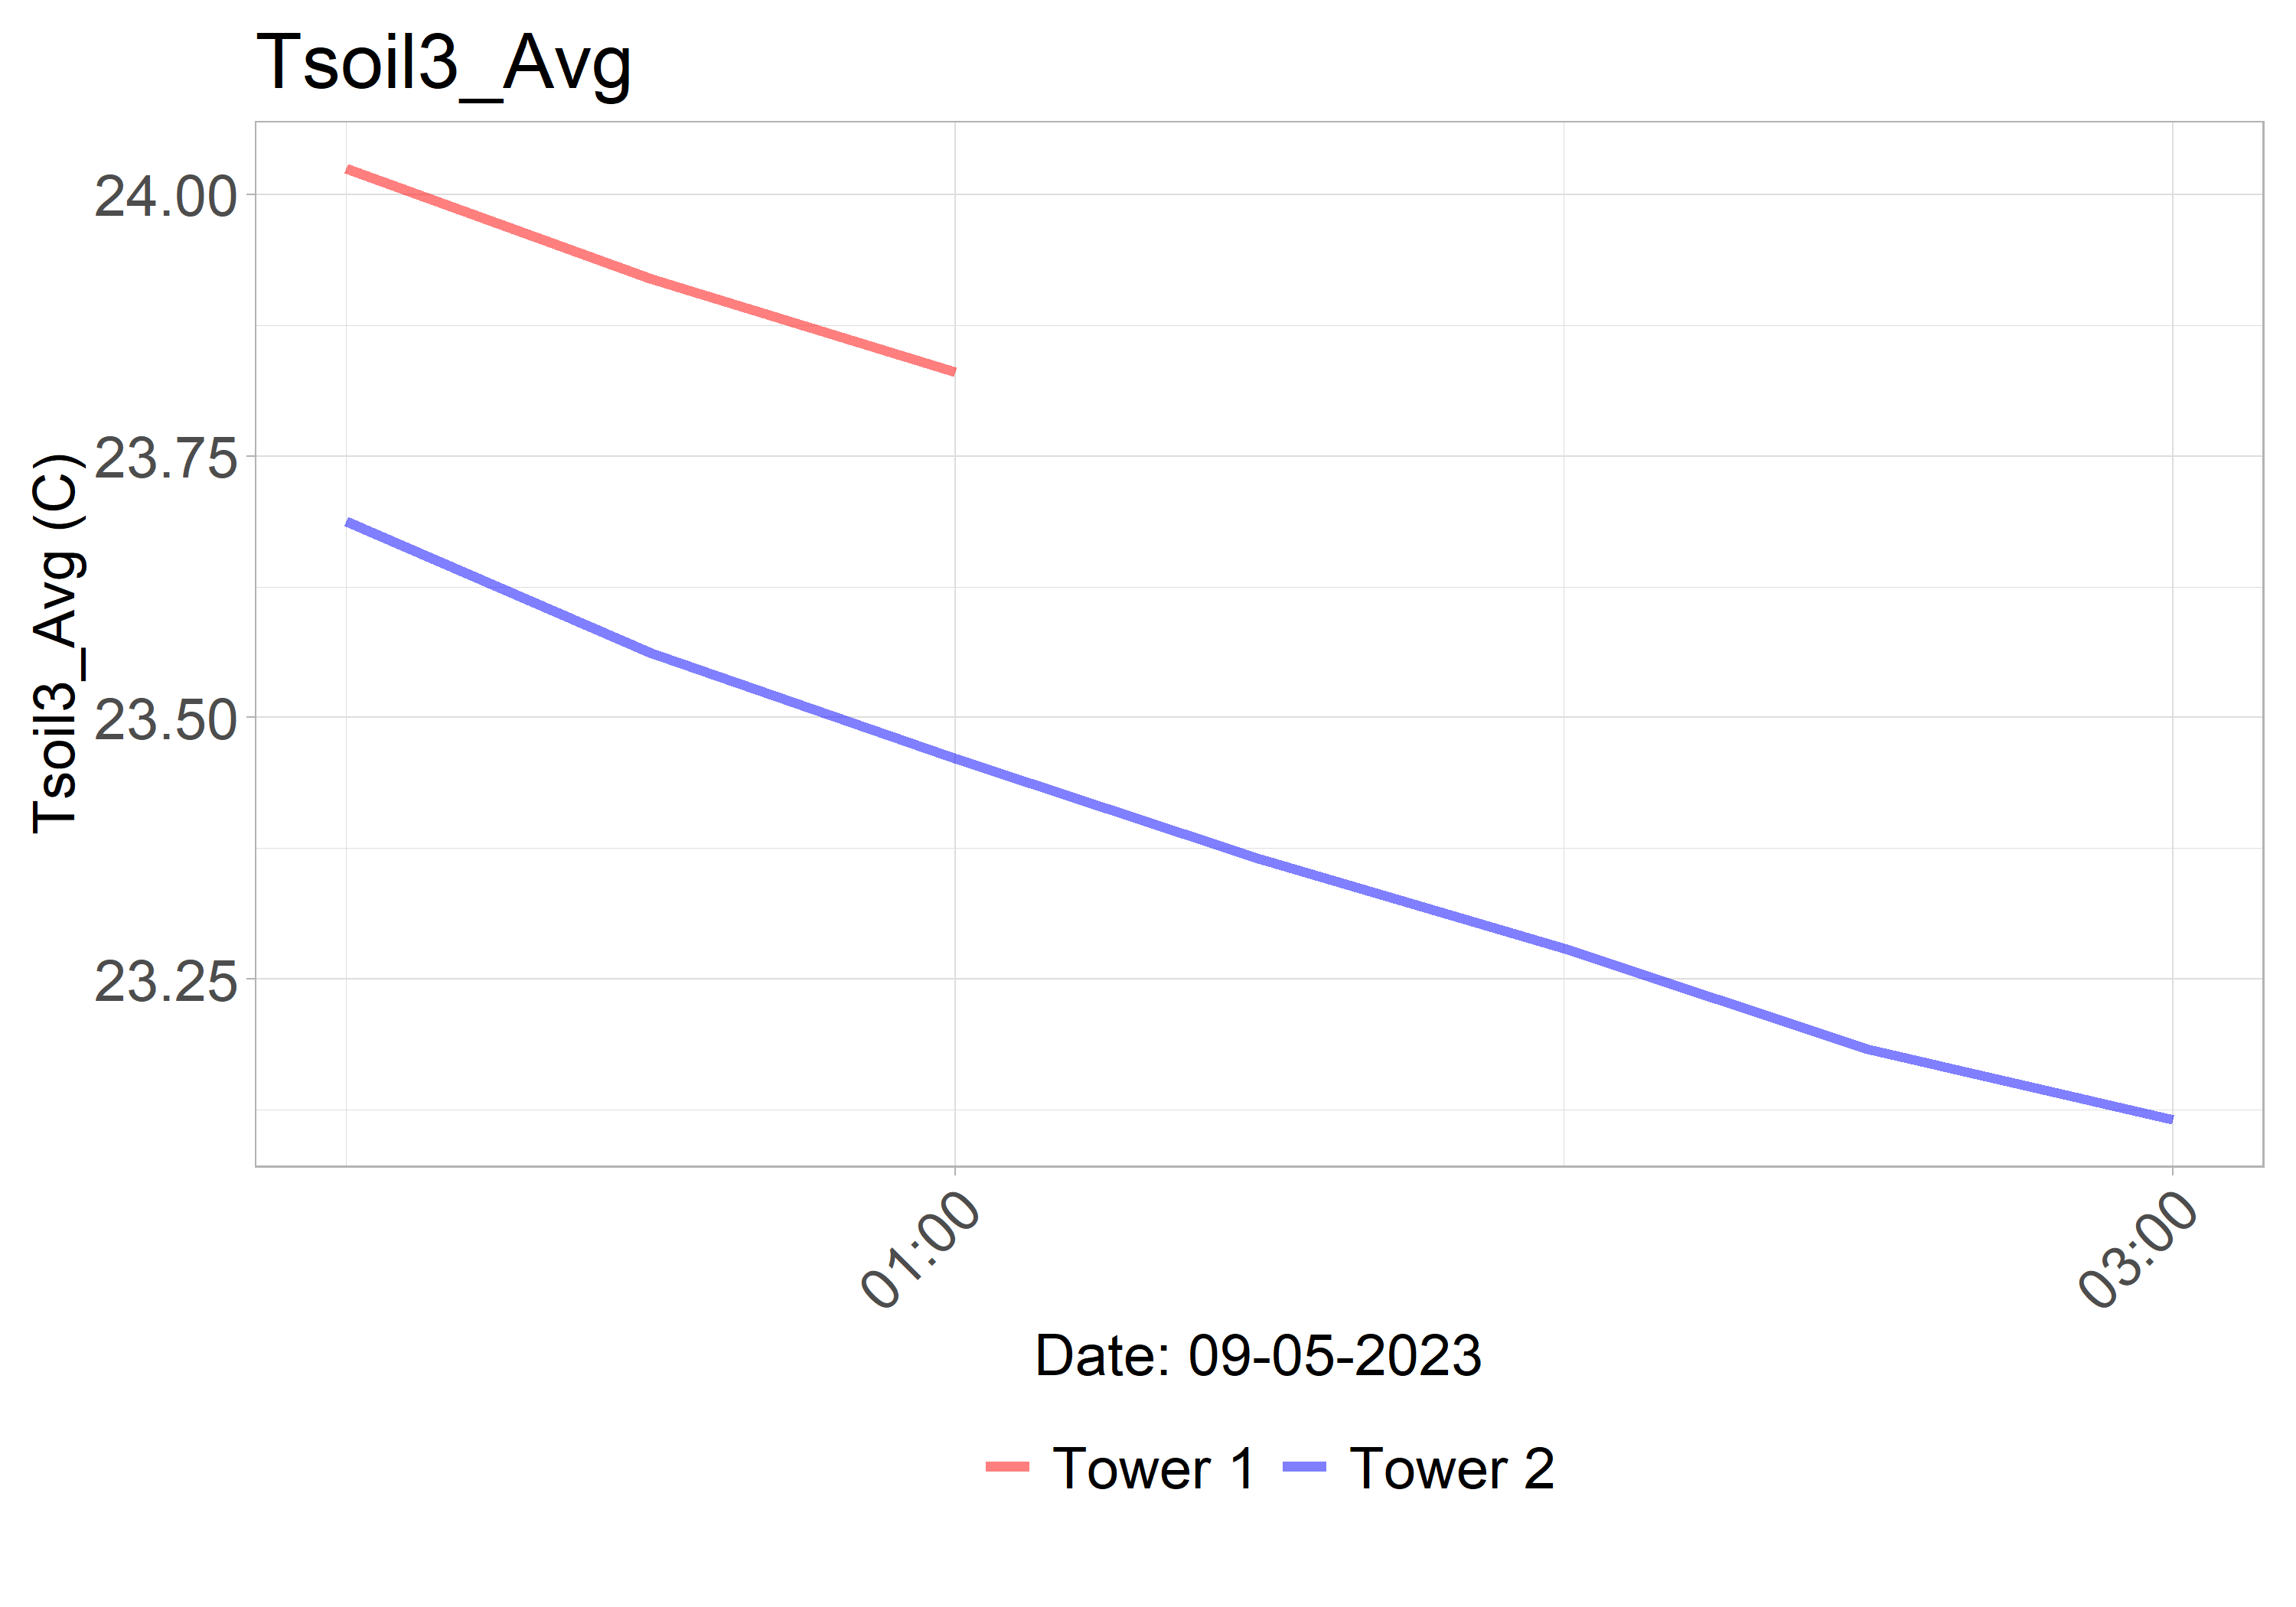 Tsoil3_Avg
Tsoil3_Avg (C)
24.00
23.75
23.50
23.25
01:00
03:00
Date: 09-05-2023
Tower 1
Tower 2